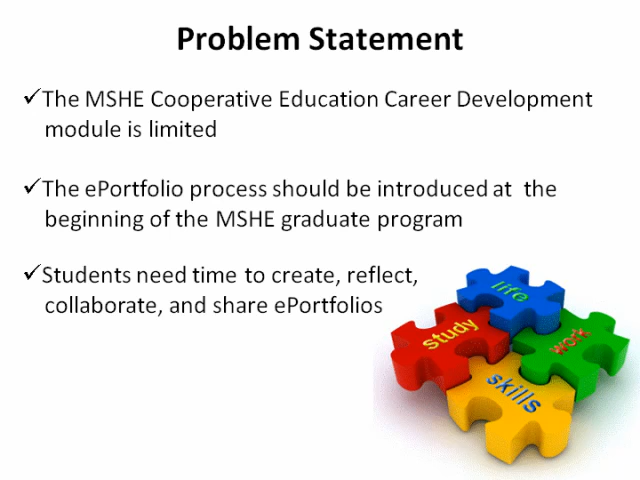 Problem Statement
✓The MSHE Cooperative Education Career Development
module is limited
✓The ePortfolio process should be introduced at the
beginning of the MSHE graduate program
✓Students need time to create, reflect,
collaborate, and share ePortfolios
life
study
work
skills